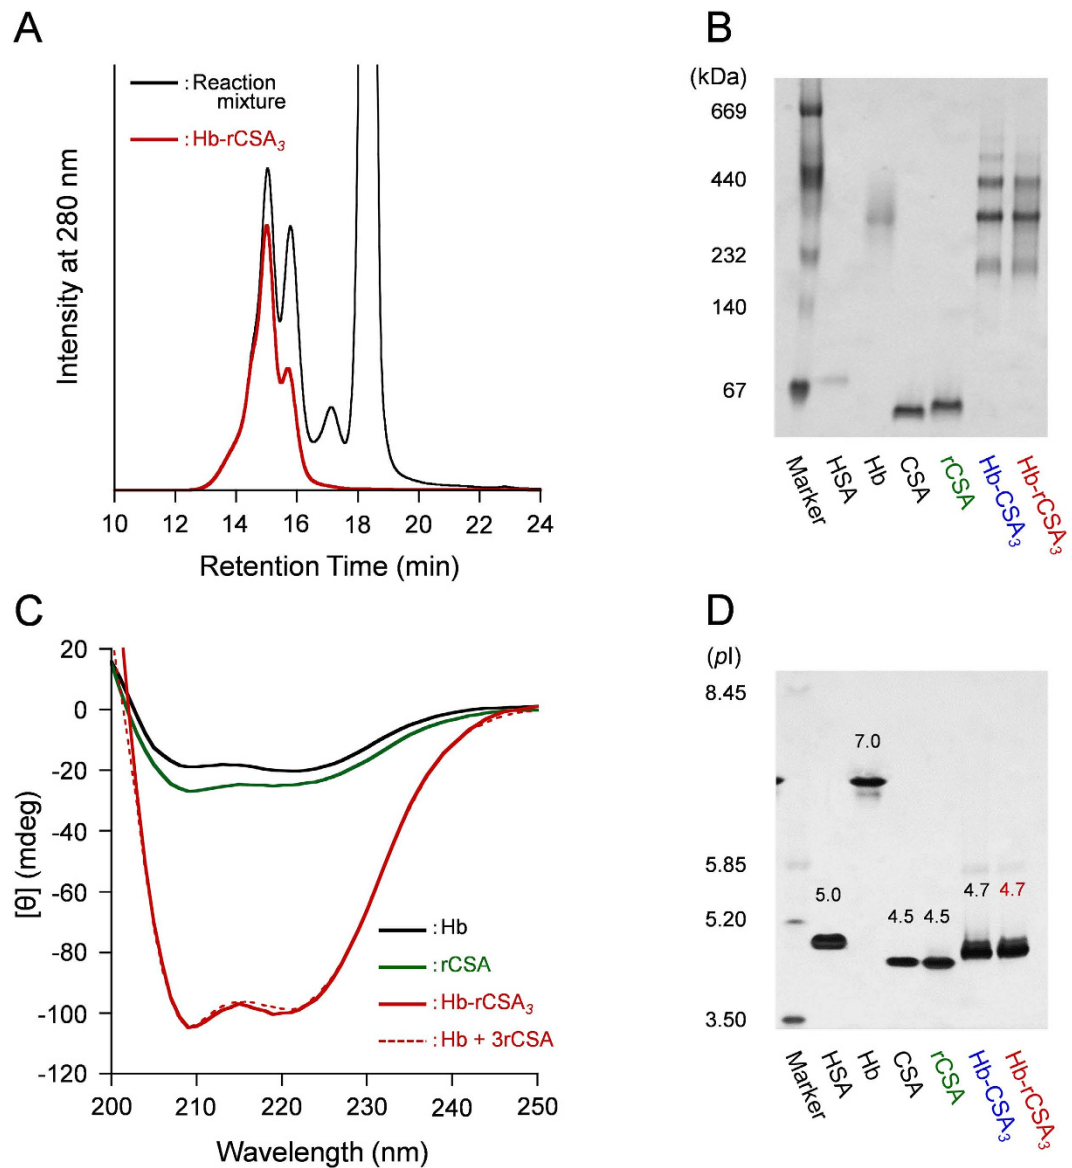 A
: Reaction
mixture
: Hb-rCSA3
Intensity at 280 nm
10 12 14 16 18 20 22 24
Retention Time (min)
B
(kDa)
669
440
232
140
67
Marker
HSA
Hb
CSA
rCSA
Hb-CSA3
Hb-rCSA3
C
20
0
-20
-40
-60
-80
-100
-120
[θ] (mdeg)
: Hb
: rCSA
: Hb-rCSA3
: Hb + 3rCSA
200 210 220 230 240 250
Wavelength (nm)
D
(pI)
8.45
7.0
5.85
5.0
4.5 4.5
4.7 4.7
5.20
3.50
Marker
HSA
Hb
CSA
rCSA
Hb-CSA3
Hb-rCSA3